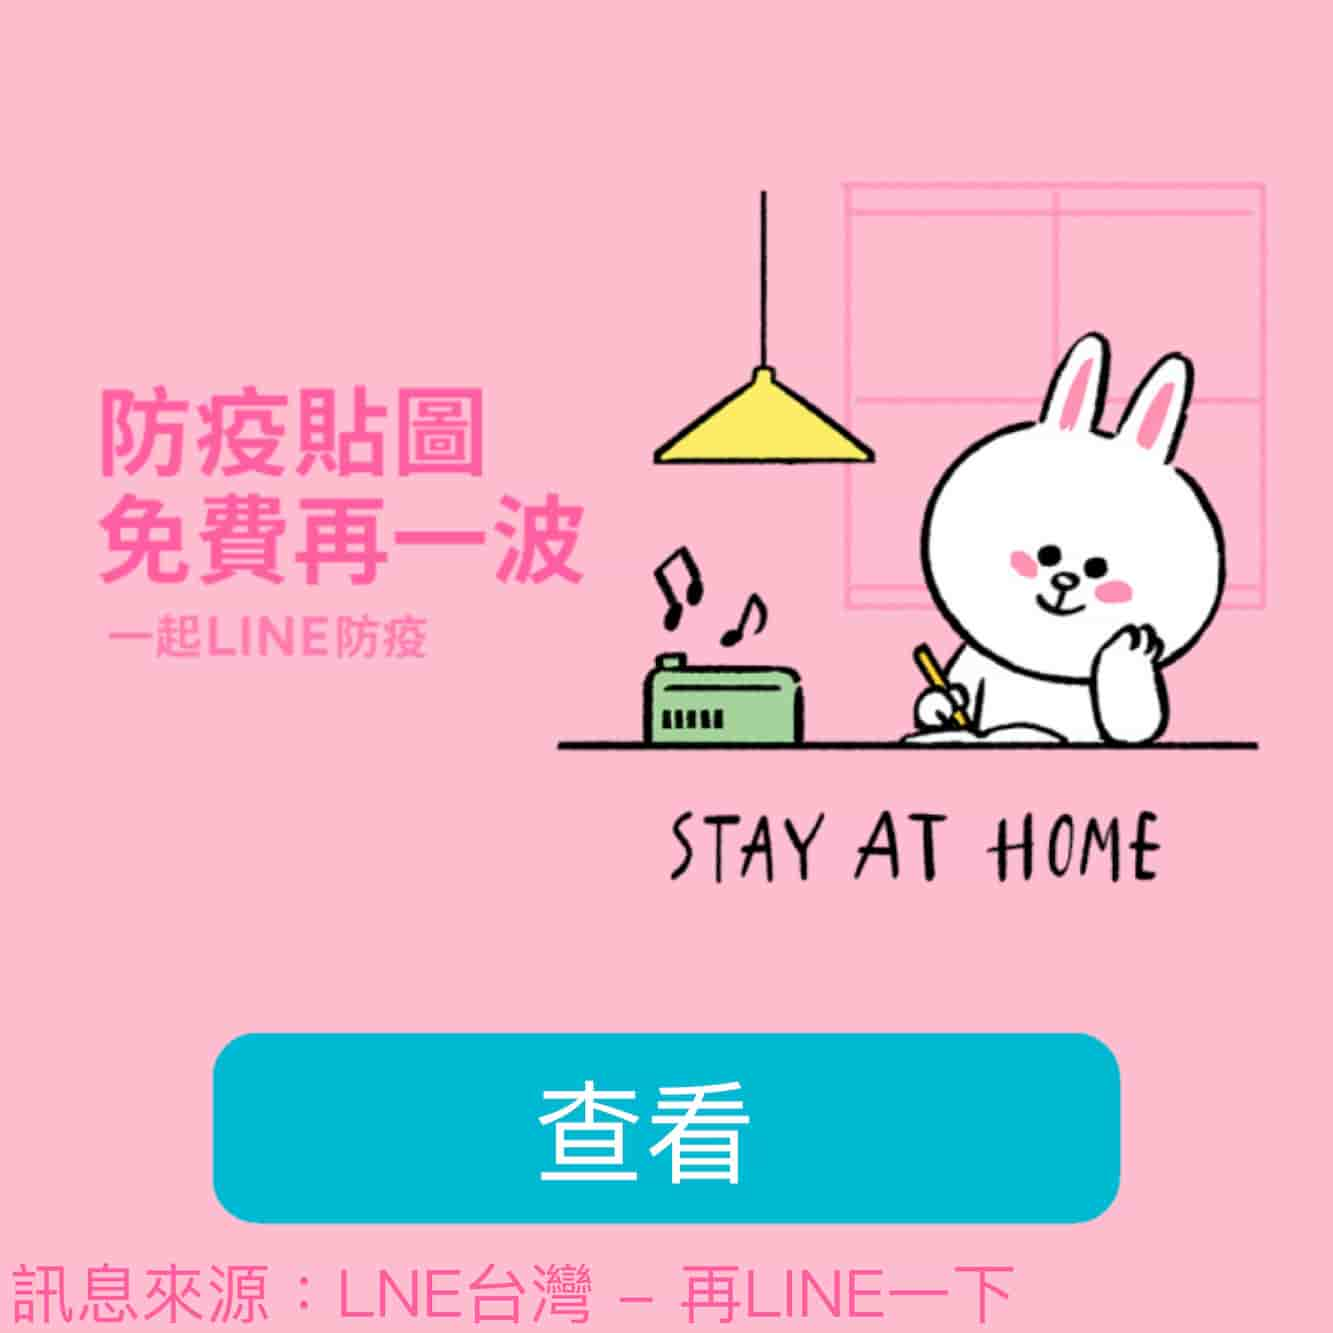 防疫貼圖
免費再一波
一起LINE防疫
STAY AT HOME
查看
訊息來源：LNE台灣 – 再LINE一下